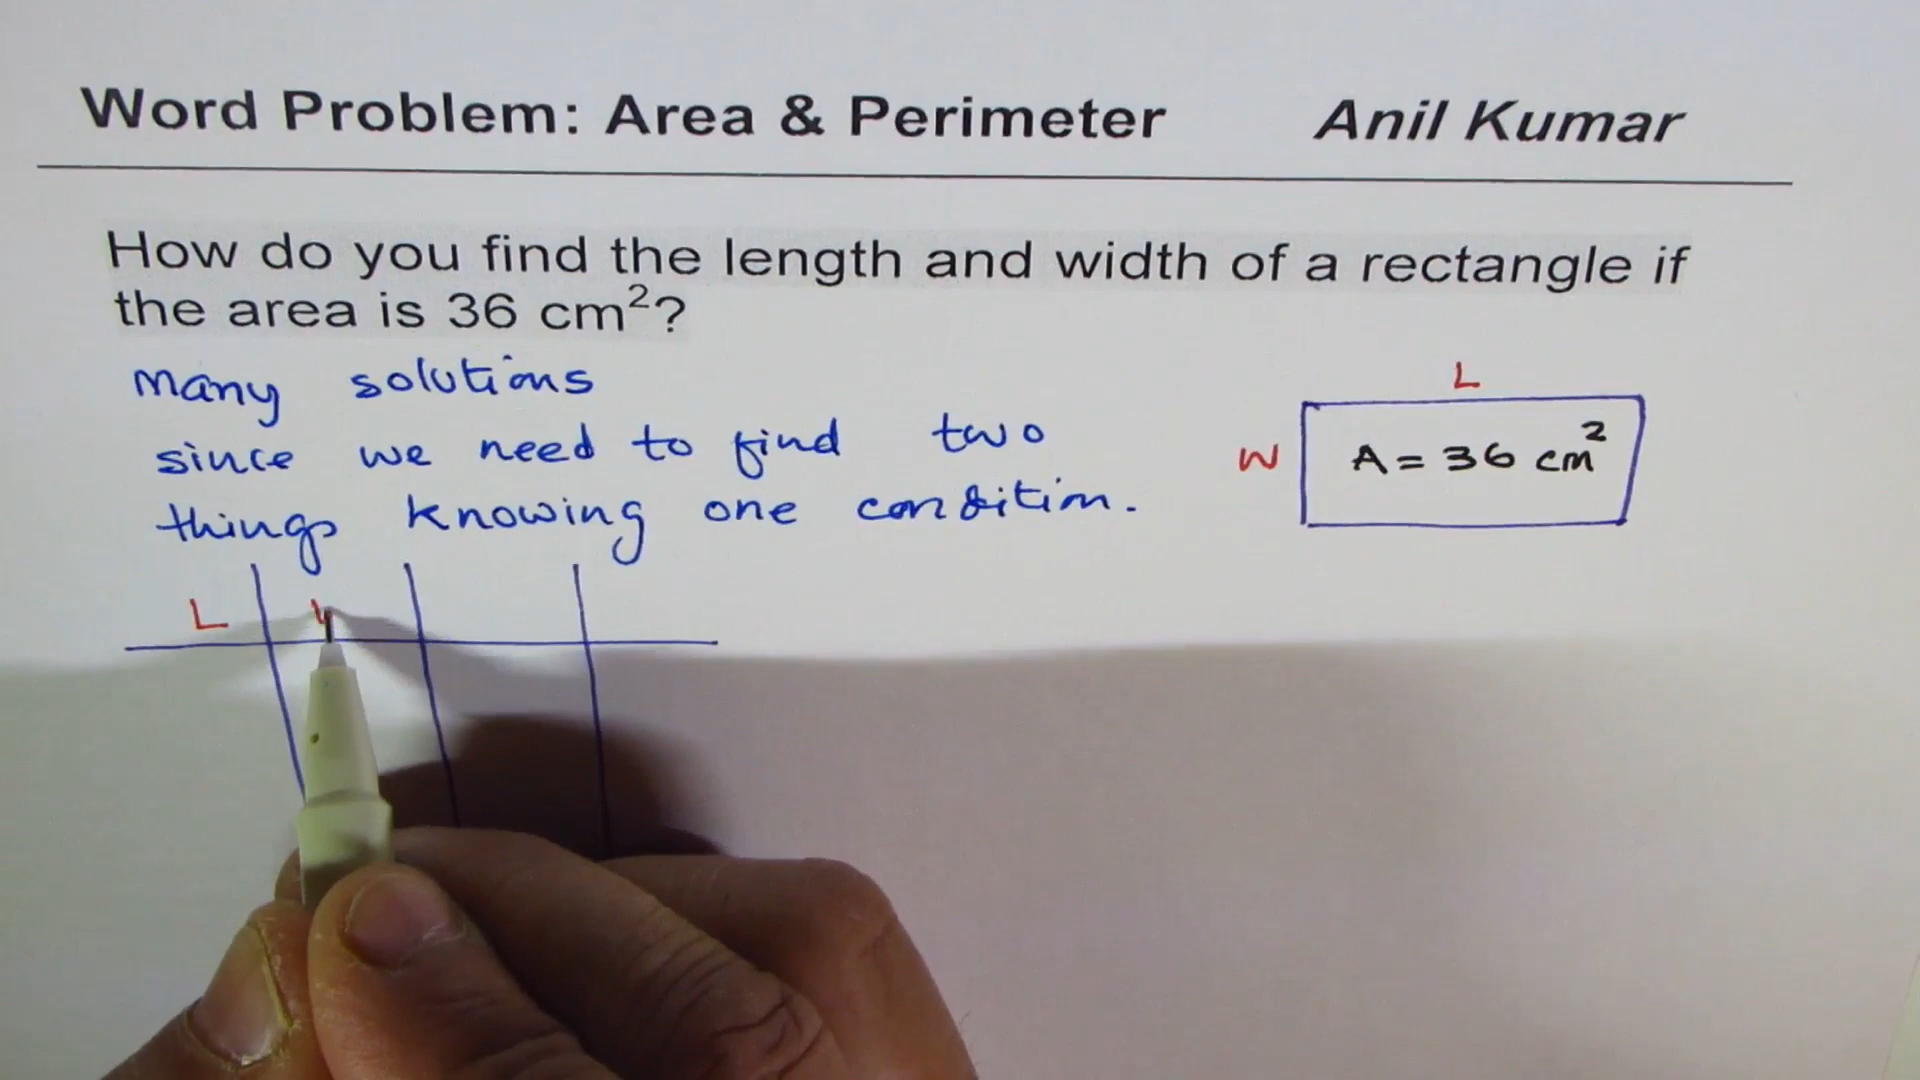 Word Problem: Area & Perimeter Anil Kumar
How do you find the length and width of a rectangle if
the area is 36 cm²?
many solutions
since we need to find two
things knowing one condition.
L
W A = 36 cm²
L